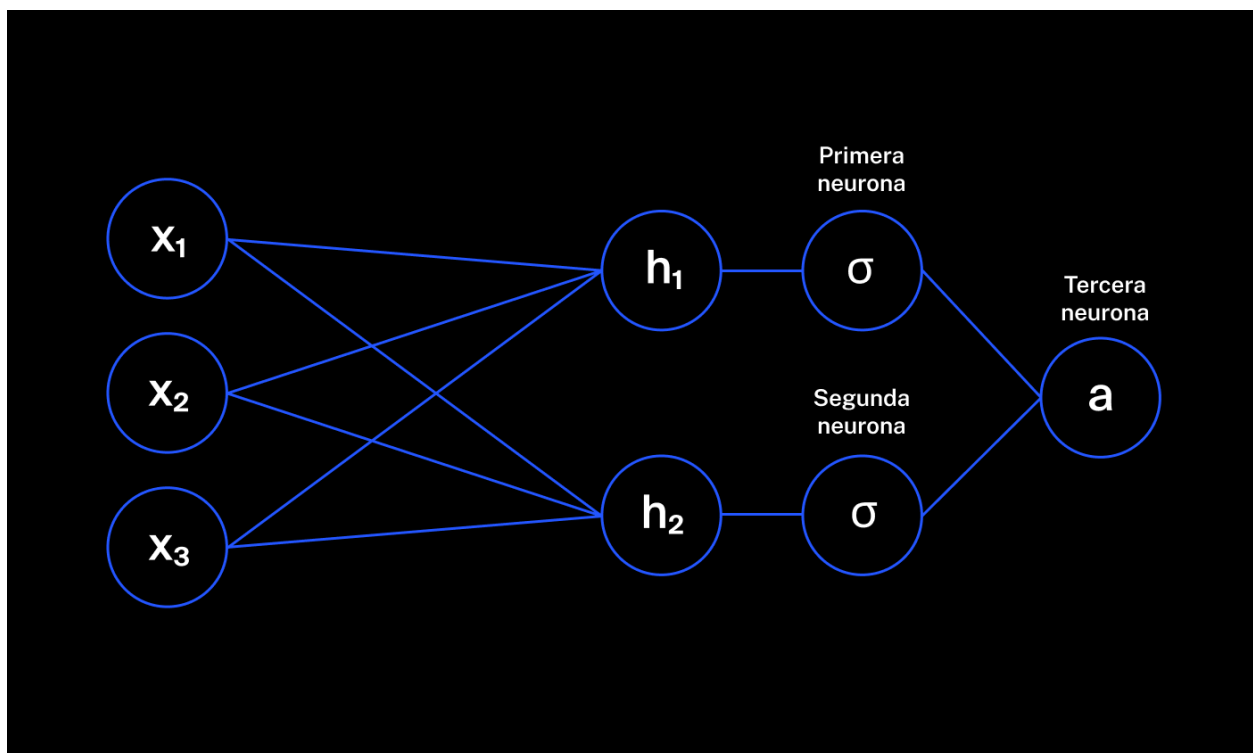 x₁
x₂
x₃
h₁
h₂
Primera
neurona
σ
Segunda
neurona
σ
Tercera
neurona
a